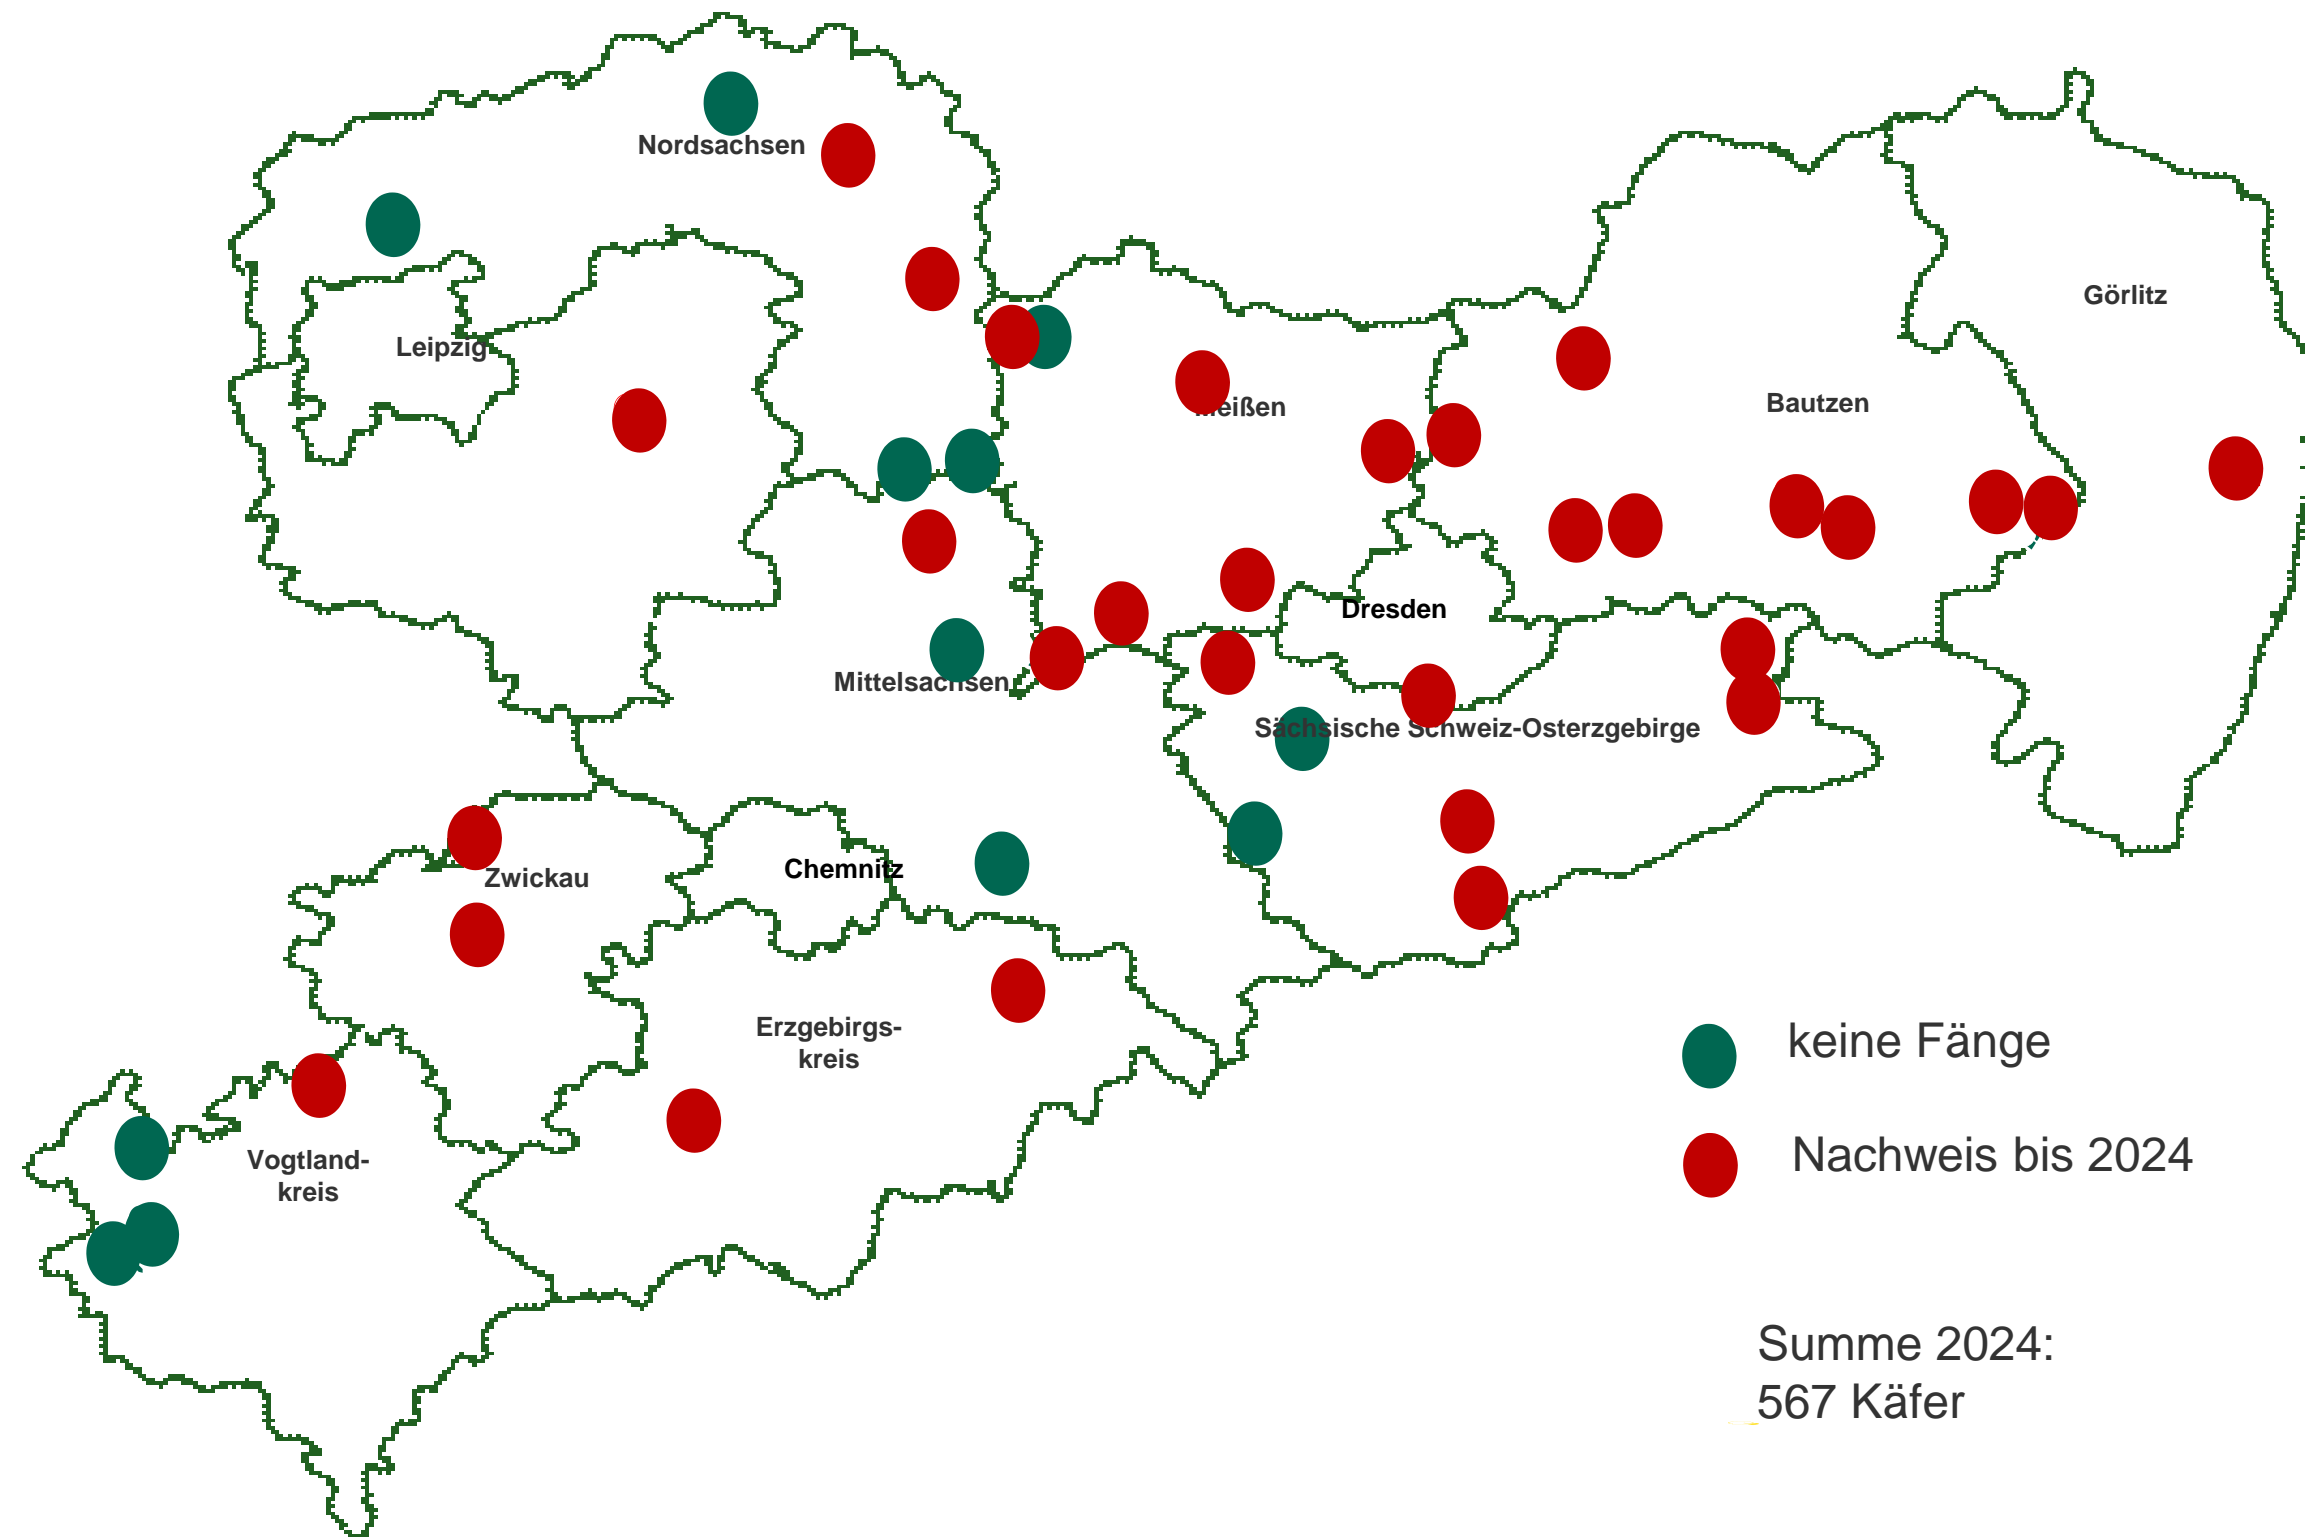 Nordsachsen
Görlitz
Leipzig
Bautzen
Meißen
Dresden
Mittelsachsen
Sächsische Schweiz-Osterzgebirge
Chemnitz
Zwickau
Erzgebirgs-
kreis
keine Fänge
Nachweis bis 2024
Vogtland-
kreis
Summe 2024:
567 Käfer